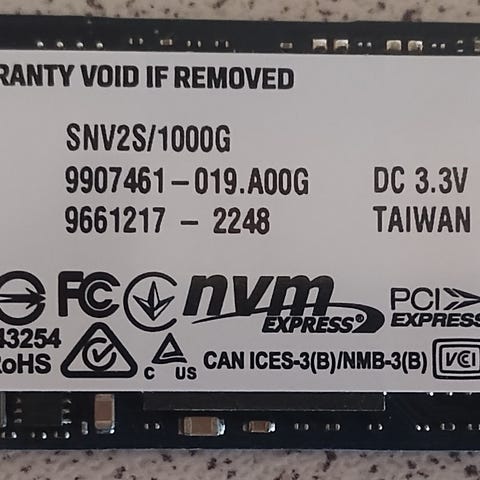 RANTY VOID IF REMOVED
SNV2S/1000G
9907461-019.A00G DC 3.3V
9661217 - 2248 TAIWAN
FC nvm EXPRESS® PCI EXPRESS
43254
RoHS c US CAN ICES-3(B)/NMB-3(B) VCI